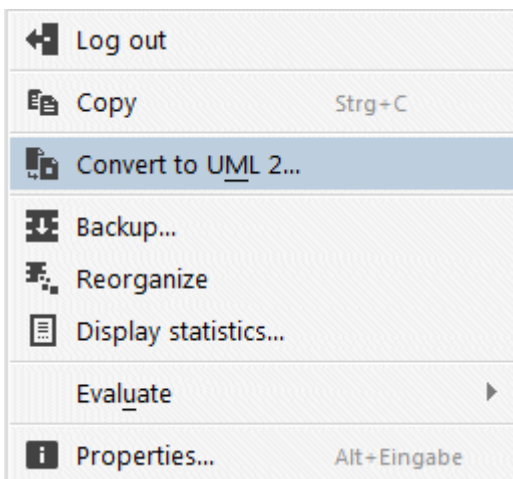 Log out
Copy Strg+C
Convert to UML 2...
Backup...
Reorganize
Display statistics...
Evaluate
Properties... Alt+Eingabe